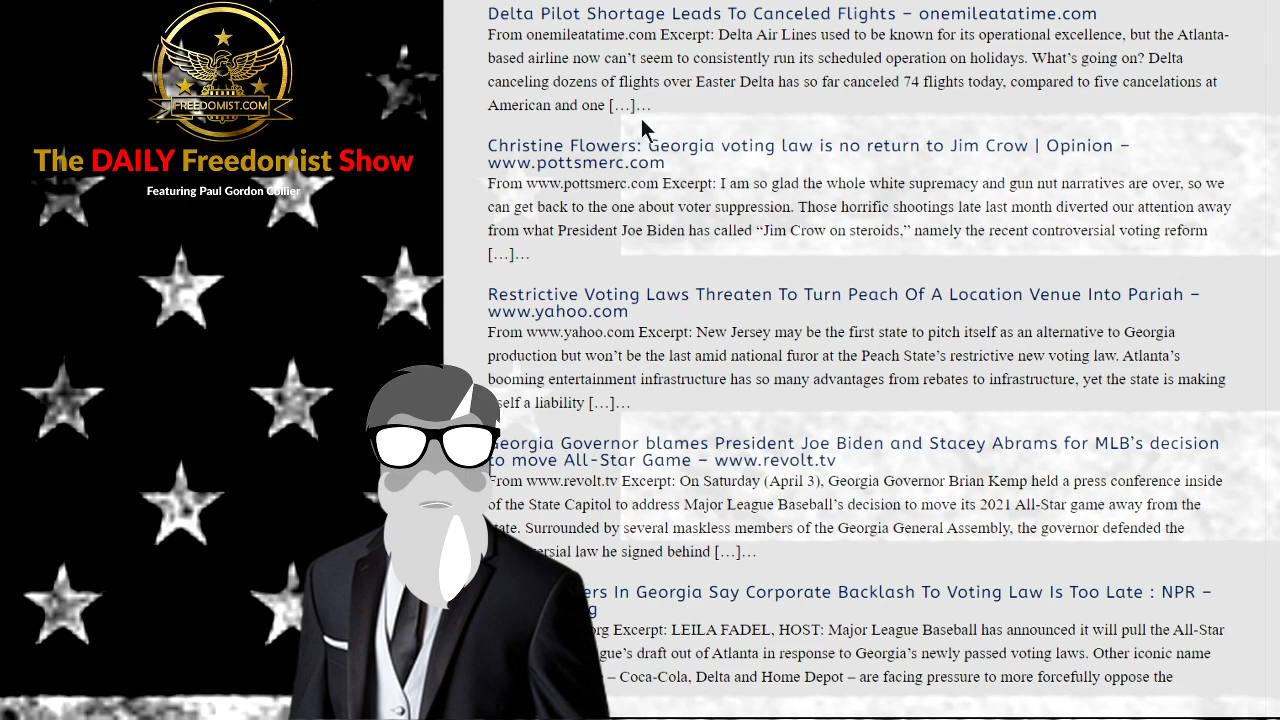 FREEDOMIST.COM
The DAILY Freedomist Show
Featuring Paul Gordon Collier
Delta Pilot Shortage Leads To Canceled Flights – onemileatatime.com
From onemileatatime.com Excerpt: Delta Air Lines used to be known for its operational excellence, but the Atlanta-
based airline now can’t seem to consistently run its scheduled operation on holidays. What’s going on? Delta
canceling dozens of flights over Easter Delta has so far canceled 74 flights today, compared to five cancelations at
American and one […]…
Christine Flowers: Georgia voting law is no return to Jim Crow | Opinion –
www.pottsmerc.com
From www.pottsmerc.com Excerpt: I am so glad the whole white supremacy and gun nut narratives are over, so we
can get back to the one about voter suppression. Those horrific shootings late last month diverted our attention away
from what President Joe Biden has called “Jim Crow on steroids,” namely the recent controversial voting reform
[…]…
Restrictive Voting Laws Threaten To Turn Peach Of A Location Venue Into Pariah –
www.yahoo.com
From www.yahoo.com Excerpt: New Jersey may be the first state to pitch itself as an alternative to Georgia
production but won’t be the last amid national furor at the Peach State’s restrictive new voting law. Atlanta’s
booming entertainment infrastructure has so many advantages from rebates to infrastructure, yet the state is making
itself a liability […]…
Georgia Governor blames President Joe Biden and Stacey Abrams for MLB’s decision
to move All-Star Game – www.revolt.tv
From www.revolt.tv Excerpt: On Saturday (April 3), Georgia Governor Brian Kemp held a press conference inside
of the State Capitol to address Major League Baseball’s decision to move its 2021 All-Star game away from the
state. Surrounded by several maskless members of the Georgia General Assembly, the governor defended the
ersial law he signed behind […]…
ers In Georgia Say Corporate Backlash To Voting Law Is Too Late : NPR –
g
org Excerpt: LEILA FADEL, HOST: Major League Baseball has announced it will pull the All-Star
gue’s draft out of Atlanta in response to Georgia’s newly passed voting laws. Other iconic name
– Coca-Cola, Delta and Home Depot – are facing pressure to more forcefully oppose the